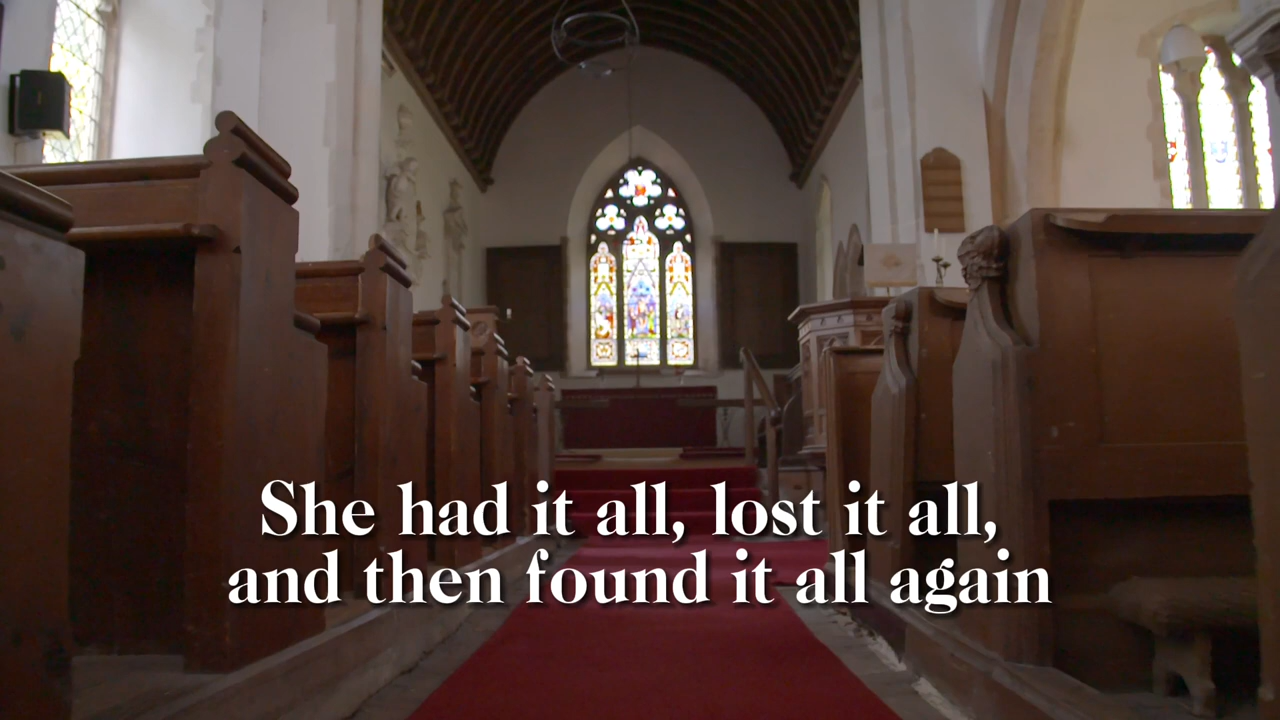 She had it all, lost it all,
and then found it all again